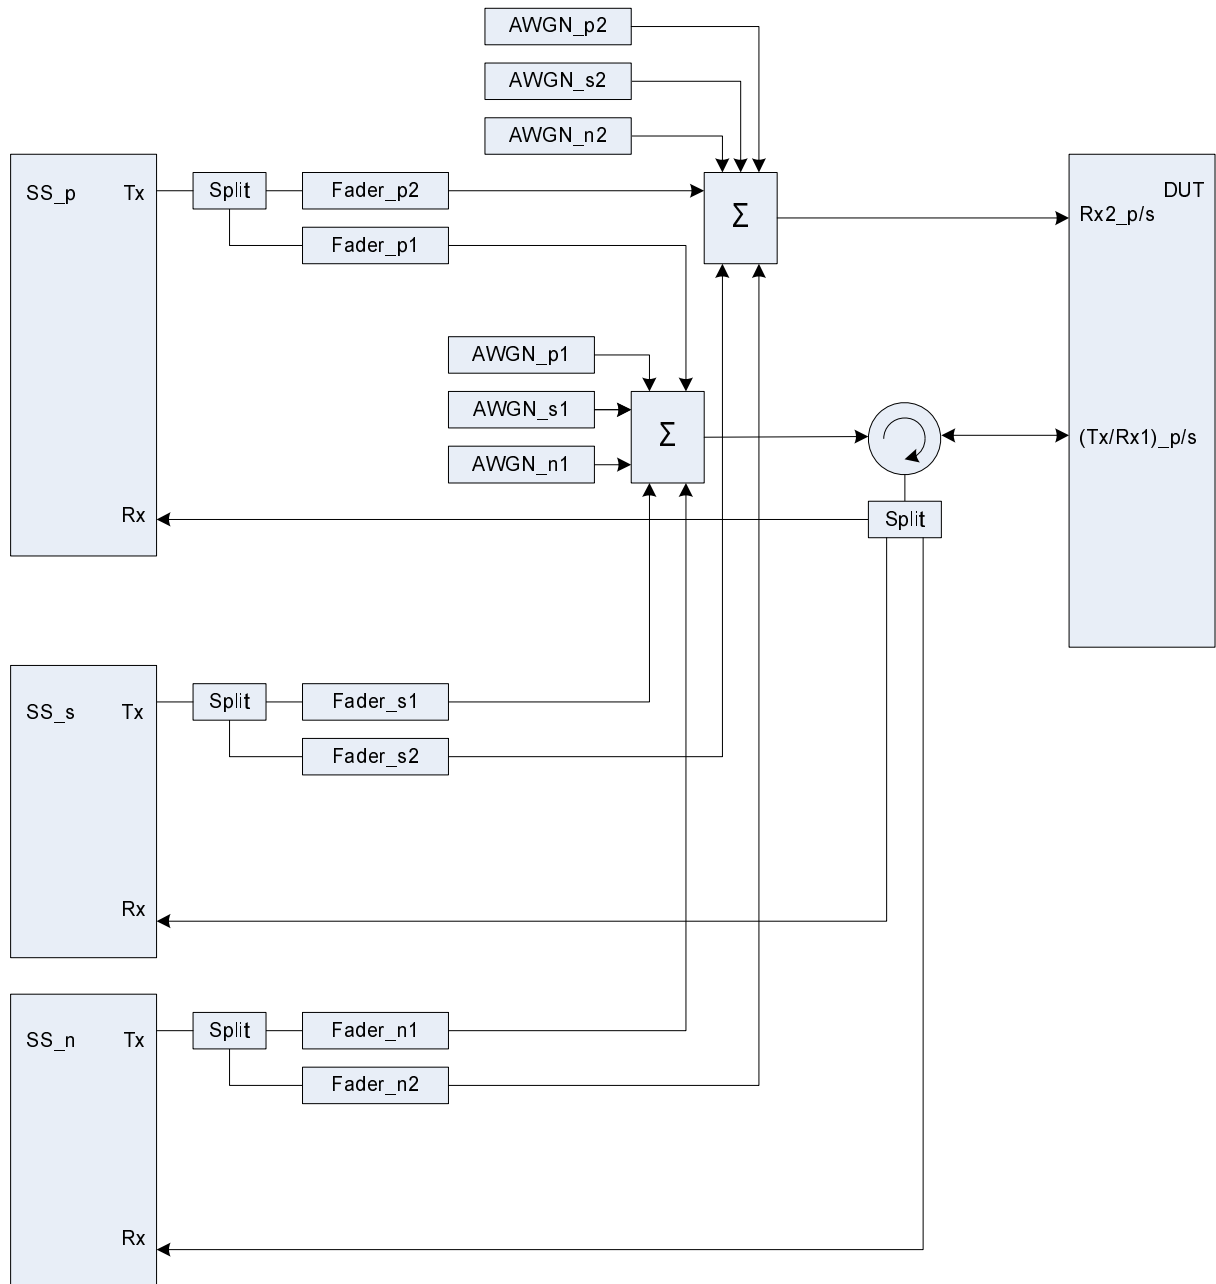 AWGN_p2
AWGN_s2
AWGN_n2
SS_p Tx
Split
Fader_p2
Σ
DUT
Rx2_p/s
Fader_p1
AWGN_p1
AWGN_s1
AWGN_n1
Σ
(Tx/Rx1)_p/s
Rx
Split
SS_s Tx
Split
Fader_s1
Fader_s2
Rx
SS_n Tx
Split
Fader_n1
Fader_n2
Rx